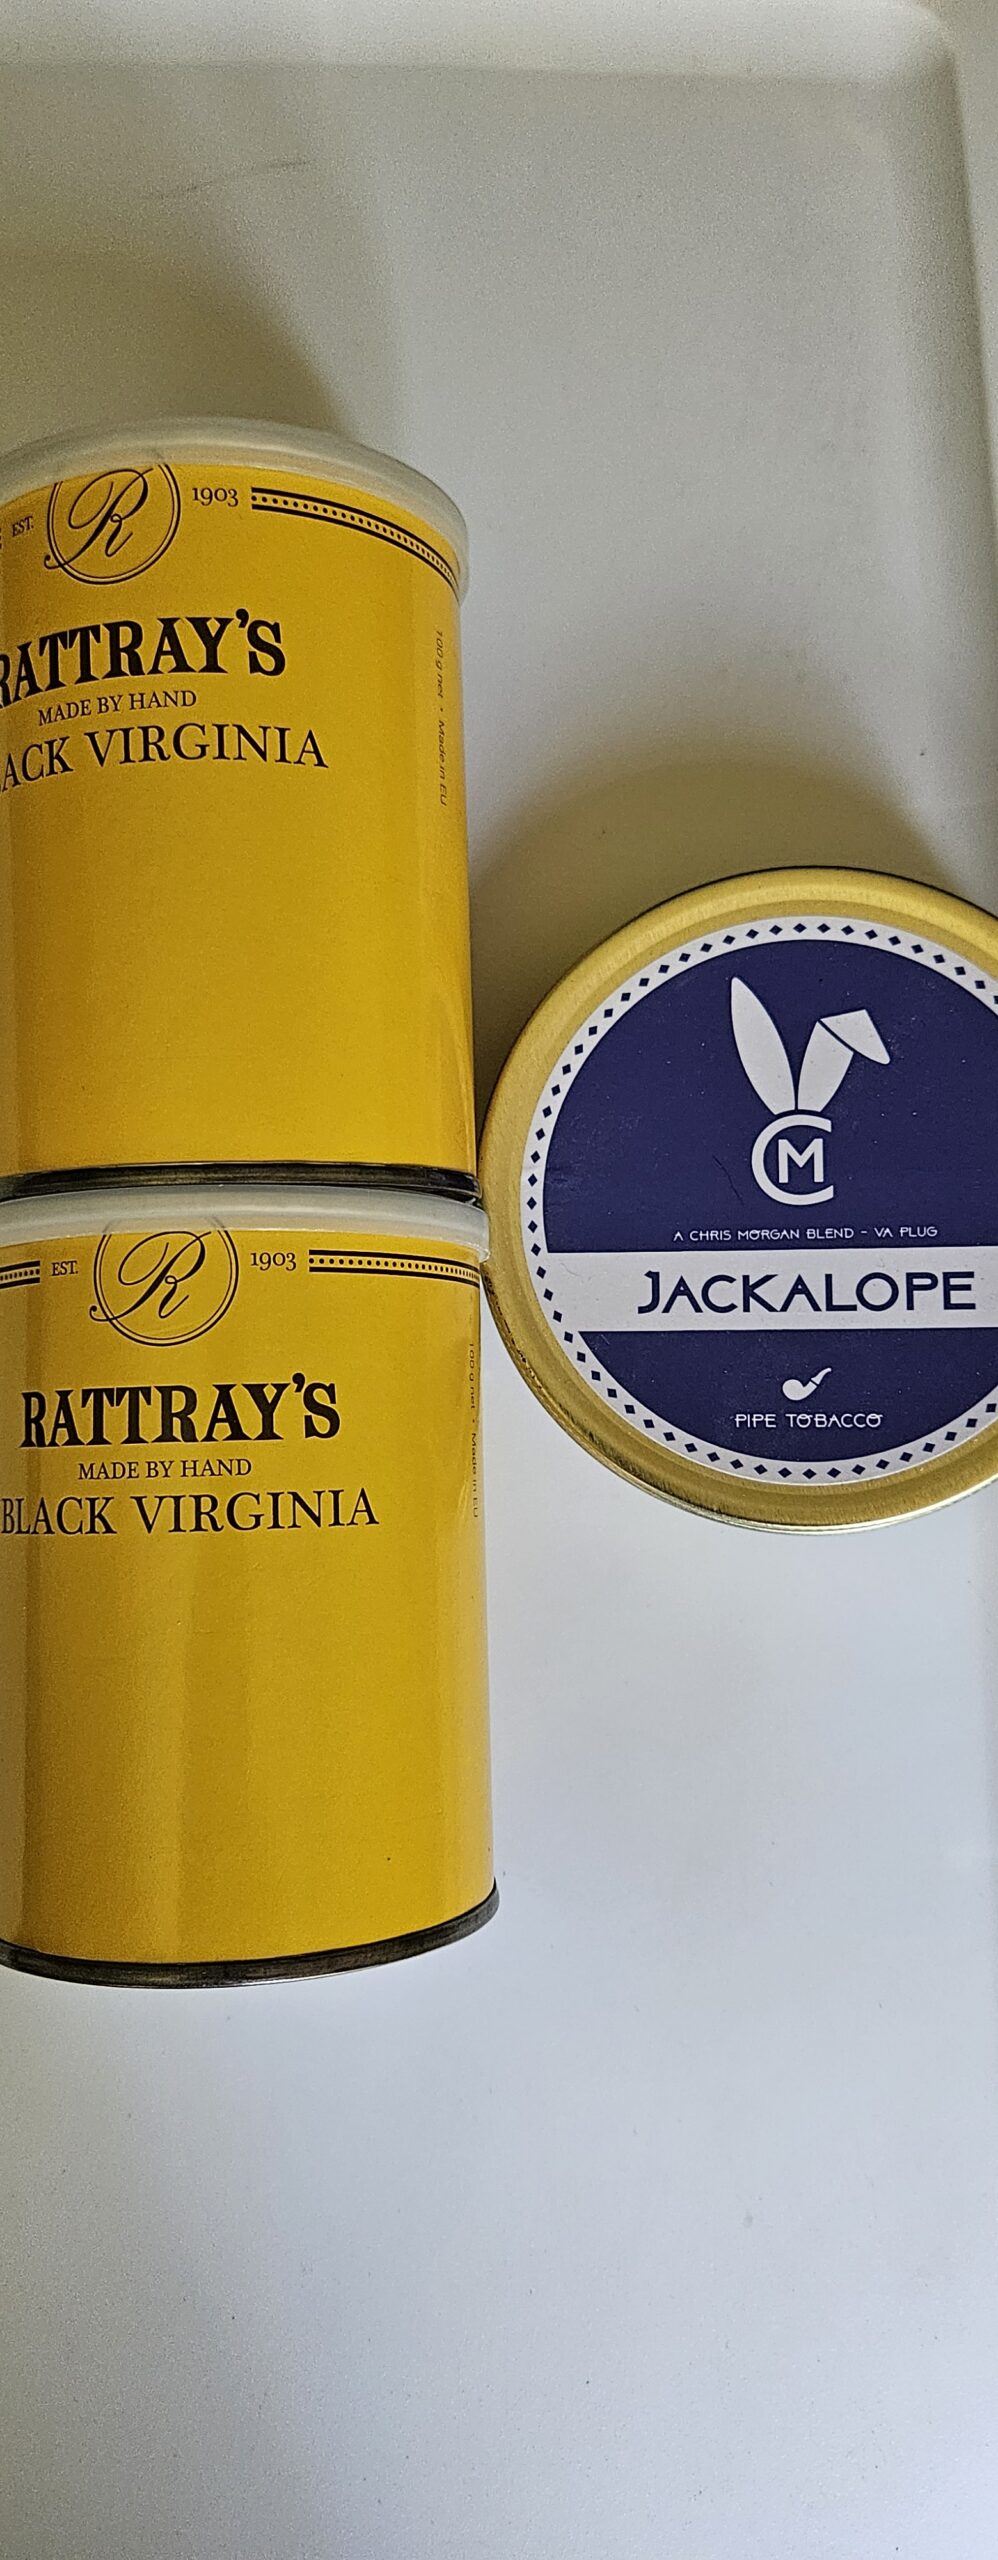 EST. R 1903
RATTRAY'S
MADE BY HAND
LACK VIRGINIA
100 g net • Made in EU
EST. R 1903
RATTRAY'S
MADE BY HAND
BLACK VIRGINIA
100 g net • Made in EU
CM
A CHRIS MORGAN BLEND - VA PLUG
JACKALOPE
PIPE TOBACCO